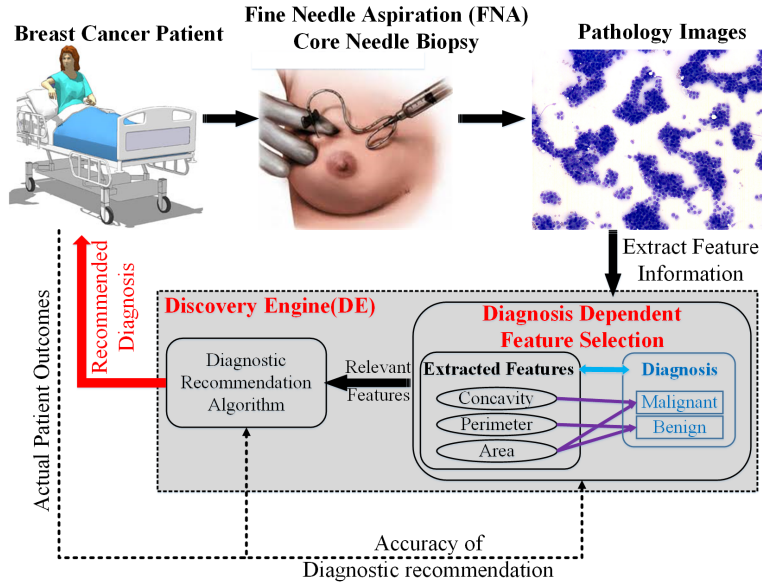 Breast Cancer Patient
Fine Needle Aspiration (FNA)
Core Needle Biopsy
Pathology Images
Extract Feature
Information
Actual Patient Outcomes
Recommended
Diagnosis
Discovery Engine(DE)
Diagnosis Dependent
Feature Selection
Diagnostic
Recommendation
Algorithm
Relevant
Features
Extracted Features
Concavity
Perimeter
Area
Diagnosis
Malignant
Benign
Accuracy of
Diagnostic recommendation